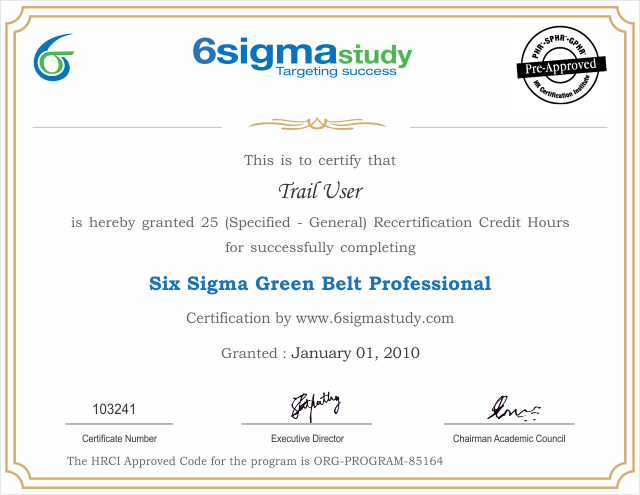 6sigmastudy
Targeting success
PHR·SPHR·GPHR
Pre-Approved
HR Certification Institute
This is to certify that
Trail User
is hereby granted 25 (Specified - General) Recertification Credit Hours
for successfully completing
Six Sigma Green Belt Professional
Certification by www.6sigmastudy.com
Granted : January 01, 2010
103241
Certificate Number
Executive Director
Chairman Academic Council
The HRCI Approved Code for the program is ORG-PROGRAM-85164